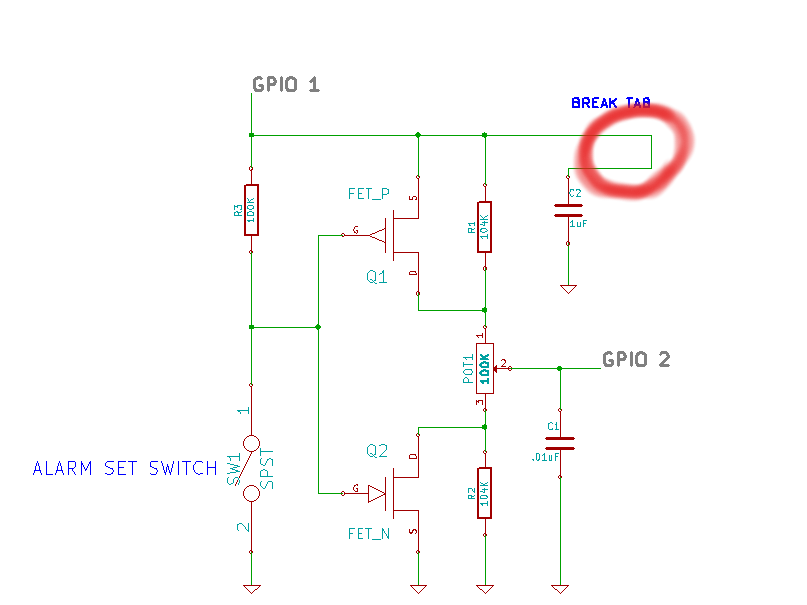 GPIO 1
BREAK TAB
FET_P
S
G
D
Q1
R3
100K
R1
104K
C2
1uF
1
POT1
100K
2
3
GPIO 2
C1
.01uF
ALARM SET SWITCH
1
SW1
SPST
2
Q2
D
G
S
FET_N
R2
104K